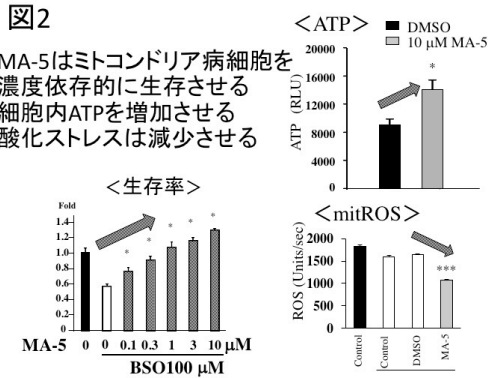 図2
MA-5はミトコンドリア病細胞を
濃度依存的に生存させる
細胞内ATPを増加させる
酸化ストレスは減少させる
＜ATP＞
DMSO
10 μM MA-5
ATP (RLU)
20000
16000
12000
8000
4000
0
*
＜生存率＞
Fold
1.4
1.2
1.0
0.8
0.6
0.4
0.2
0
* * * * *
MA-5 0 0 0.1 0.3 1 3 10 μM
BSO100 μM
＜mitROS＞
ROS (Units/sec)
2000
1500
1000
500
0
***
Control
Control
DMSO
MA-5